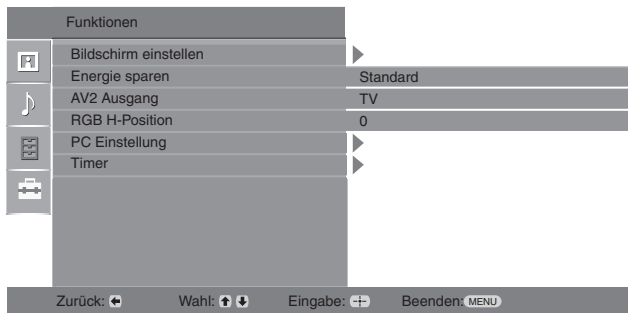 Funktionen
Bildschirm einstellen
Energie sparen Standard
AV2 Ausgang TV
RGB H-Position 0
PC Einstellung
Timer
Zurück: Wahl: Eingabe: Beenden: MENU